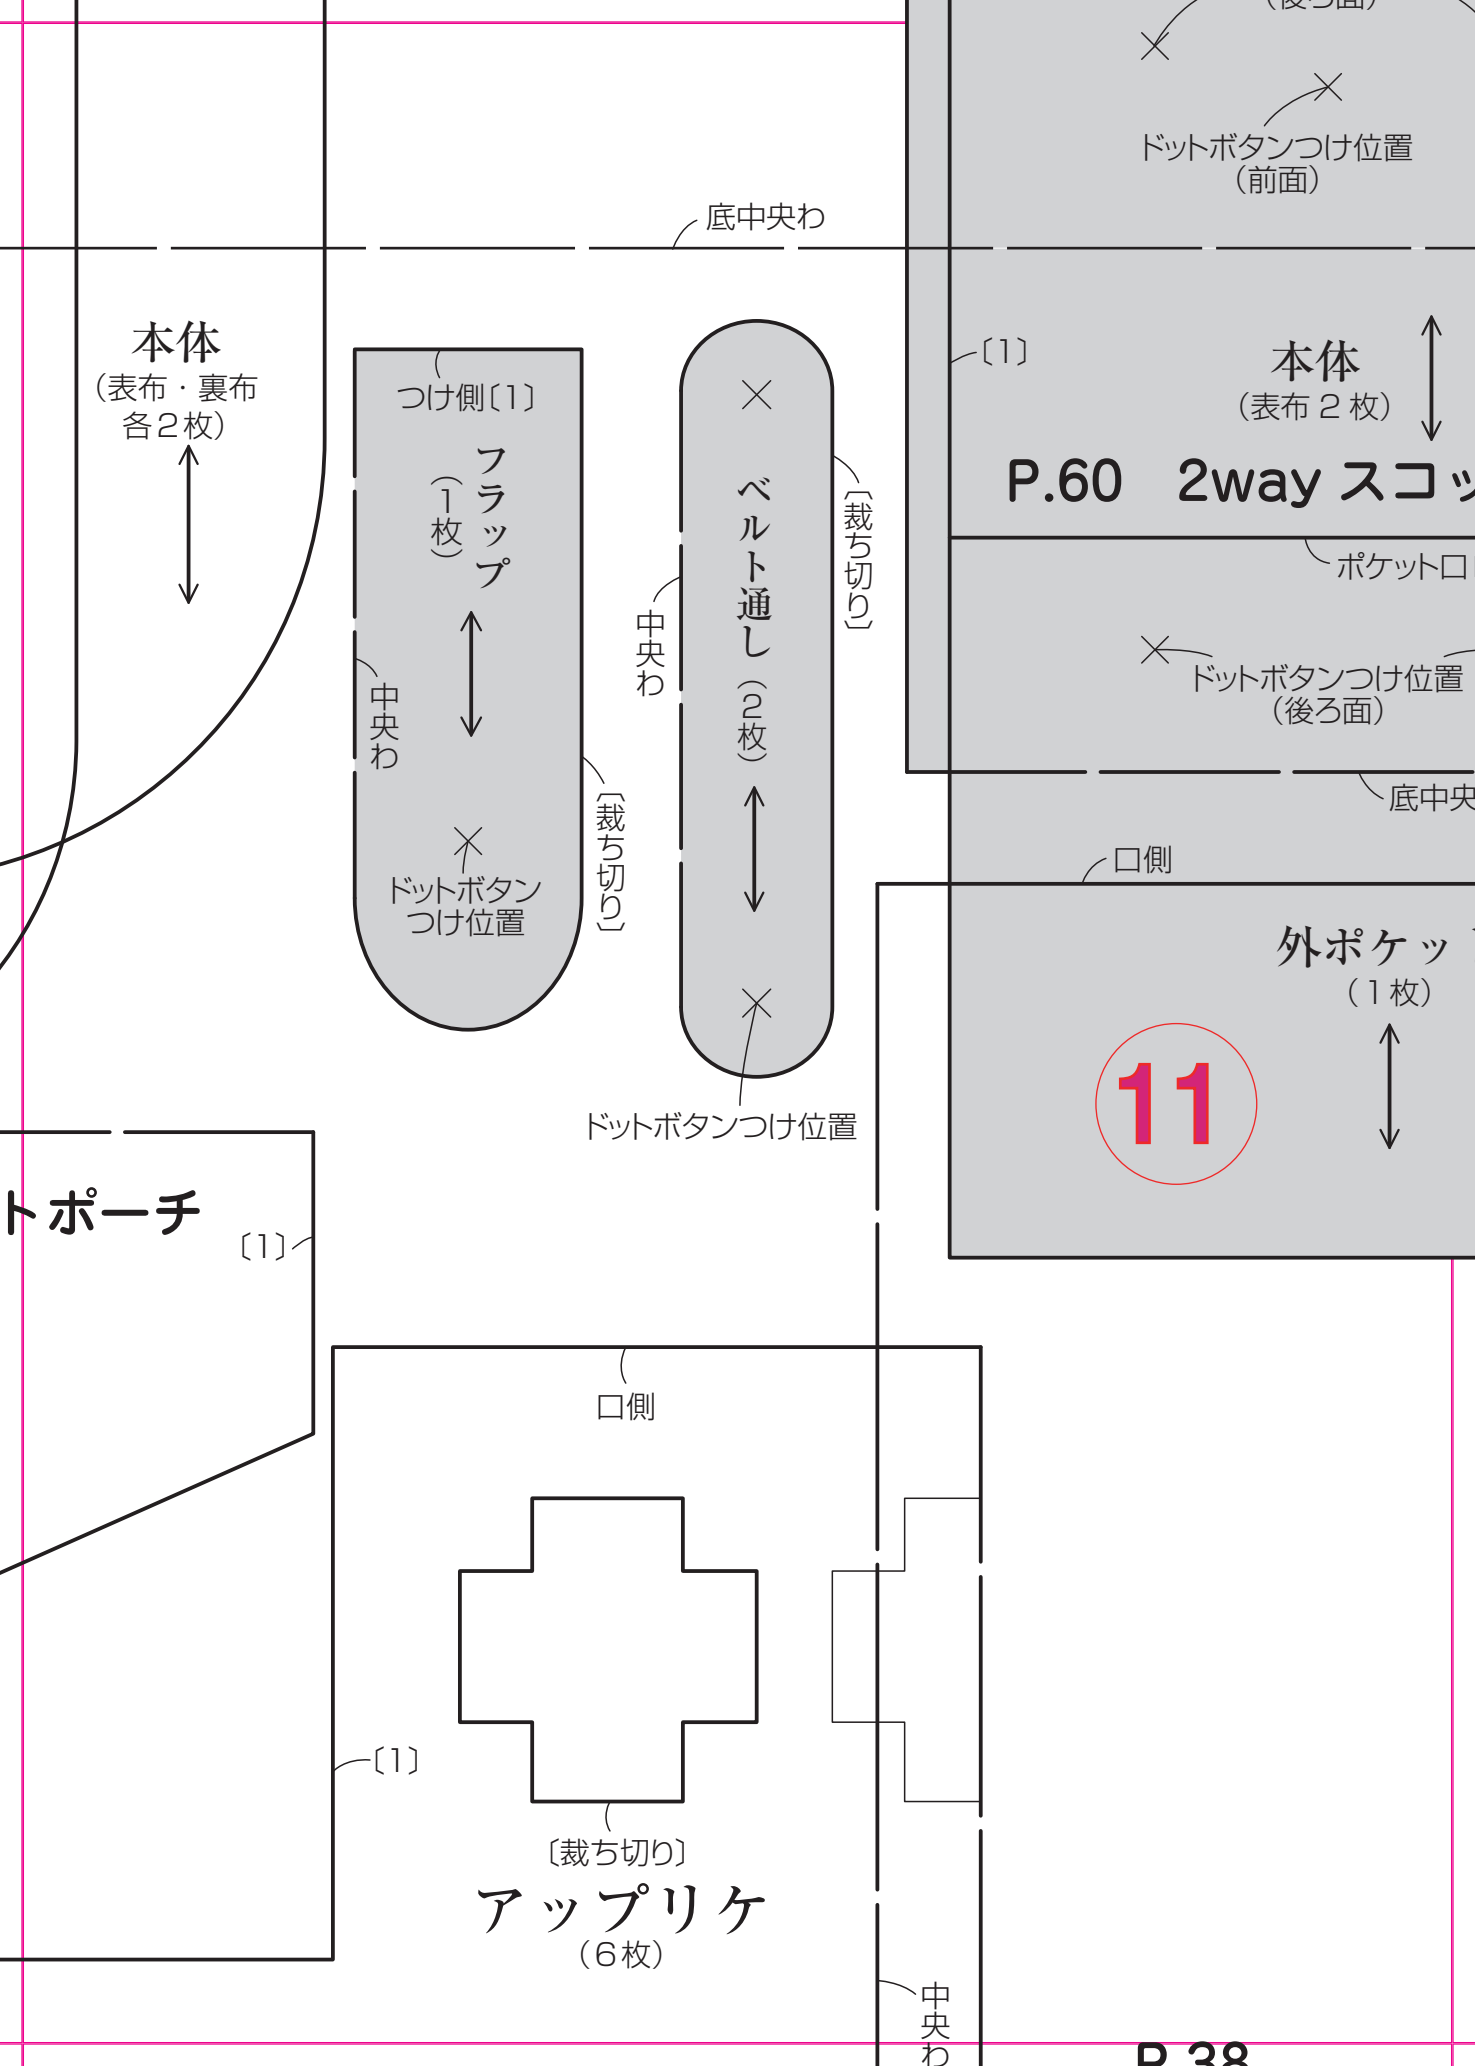 （後ろ面）
ドットボタンつけ位置
（前面）
底中央わ
本体
（表布・裏布
各２枚）
つけ側〔１〕
フラップ
（１枚）
中央わ
〔裁ち切り〕
ドットボタン
つけ位置
ベルト通し（２枚）
中央わ
〔裁ち切り〕
ドットボタンつけ位置
〔１〕
本体
（表布２枚）
P.60　2way スコッ
ポケット口
ドットボタンつけ位置
（後ろ面）
底中央
口側
外ポケッ
（１枚）
11
トポーチ
〔１〕
口側
〔１〕
〔裁ち切り〕
アップリケ
（６枚）
中央わ
P.38